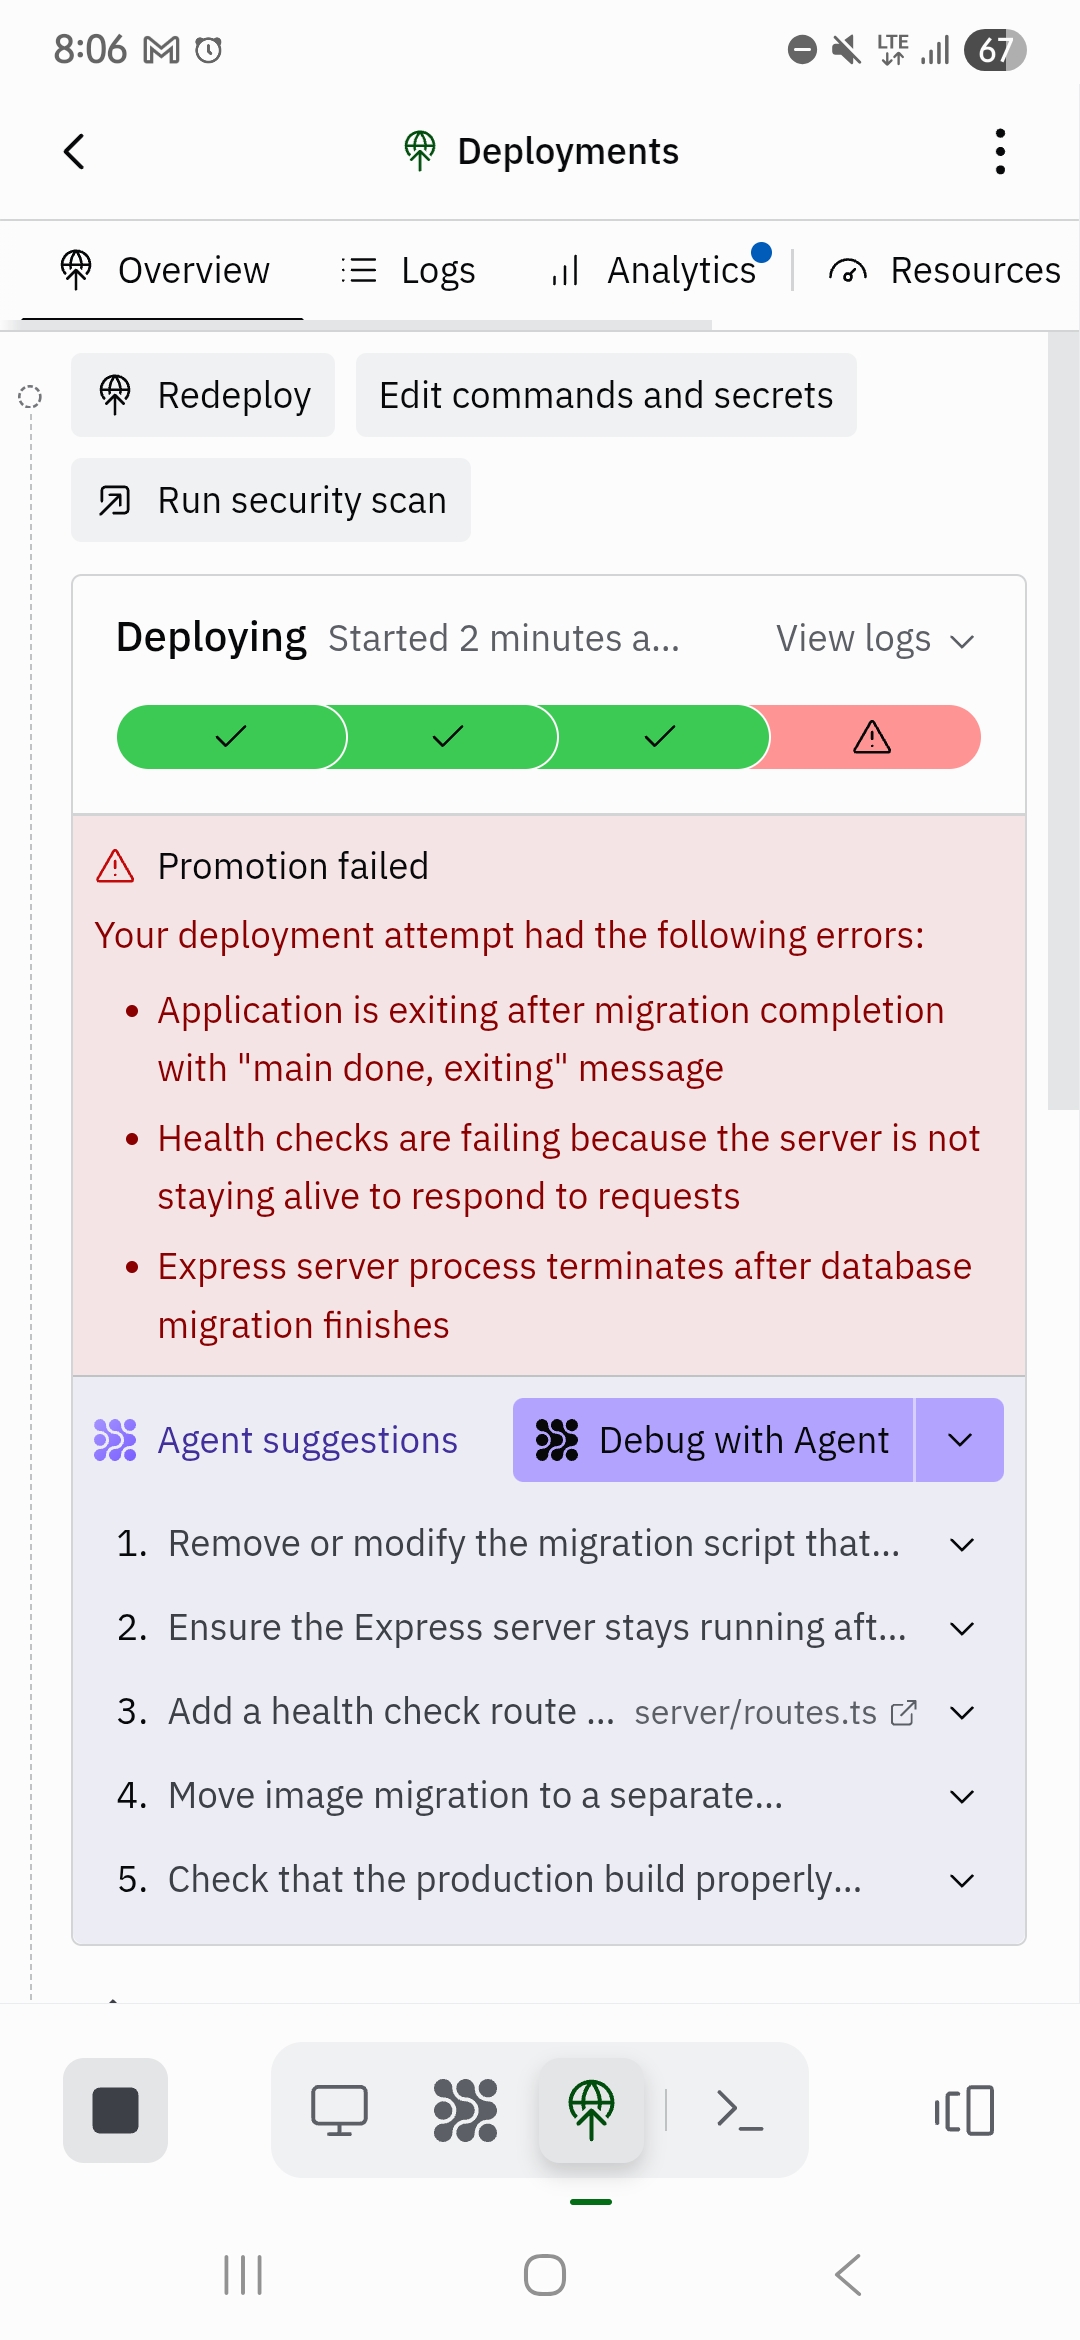 8:06
LTE
67
Deployments
Overview
Logs
Analytics
Resources
Redeploy
Edit commands and secrets
Run security scan
Deploying Started 2 minutes a... View logs
Promotion failed
Your deployment attempt had the following errors:
• Application is exiting after migration completion
with "main done, exiting" message
• Health checks are failing because the server is not
staying alive to respond to requests
• Express server process terminates after database
migration finishes
Agent suggestions
Debug with Agent
1. Remove or modify the migration script that...
2. Ensure the Express server stays running aft...
3. Add a health check route ... server/routes.ts
4. Move image migration to a separate...
5. Check that the production build properly...